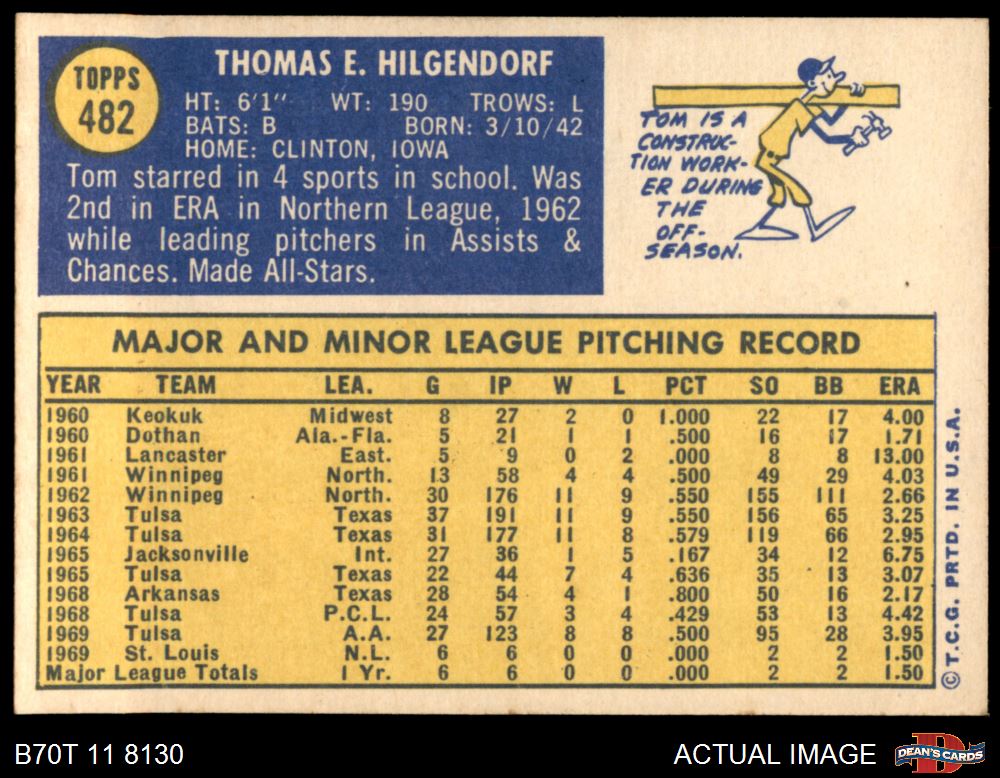 TOPPS
482
THOMAS E. HILGENDORF
HT: 6'1" WT: 190 TROWS: L
BATS: B BORN: 3/10/42
HOME: CLINTON, IOWA
Tom starred in 4 sports in school. Was
2nd in ERA in Northern League, 1962
while leading pitchers in Assists &
Chances. Made All-Stars.
TOM IS A
CONSTRUC-
TION WORK-
ER DURING
THE
OFF-
SEASON.
MAJOR AND MINOR LEAGUE PITCHING RECORD
YEAR TEAM LEA. G IP W L PCT SO BB ERA
1960 Keokuk Midwest 8 27 2 0 1.000 22 17 4.00
1960 Dothan Ala.-Fla. 5 21 1 1 .500 16 17 1.71
1961 Lancaster East. 5 9 0 2 .000 8 8 13.00
1961 Winnipeg North. 13 58 4 4 .500 49 29 4.03
1962 Winnipeg North. 30 176 11 9 .550 155 111 2.66
1963 Tulsa Texas 37 191 11 9 .550 156 65 3.25
1964 Tulsa Texas 31 177 11 8 .579 119 66 2.95
1965 Jacksonville Int. 27 36 1 5 .167 34 12 6.75
1965 Tulsa Texas 22 44 7 4 .636 35 13 3.07
1968 Arkansas Texas 28 54 4 1 .800 50 16 2.17
1968 Tulsa P.C.L. 24 57 3 4 .429 53 13 4.42
1969 Tulsa A.A. 27 123 8 8 .500 95 28 3.95
1969 St. Louis N.L. 6 6 0 0 .000 2 2 1.50
Major League Totals 1 Yr. 6 6 0 0 .000 2 2 1.50
© T.C.G. PRTD. IN U.S.A.
B70T 11 8130
ACTUAL IMAGE
DEAN'S CARDS